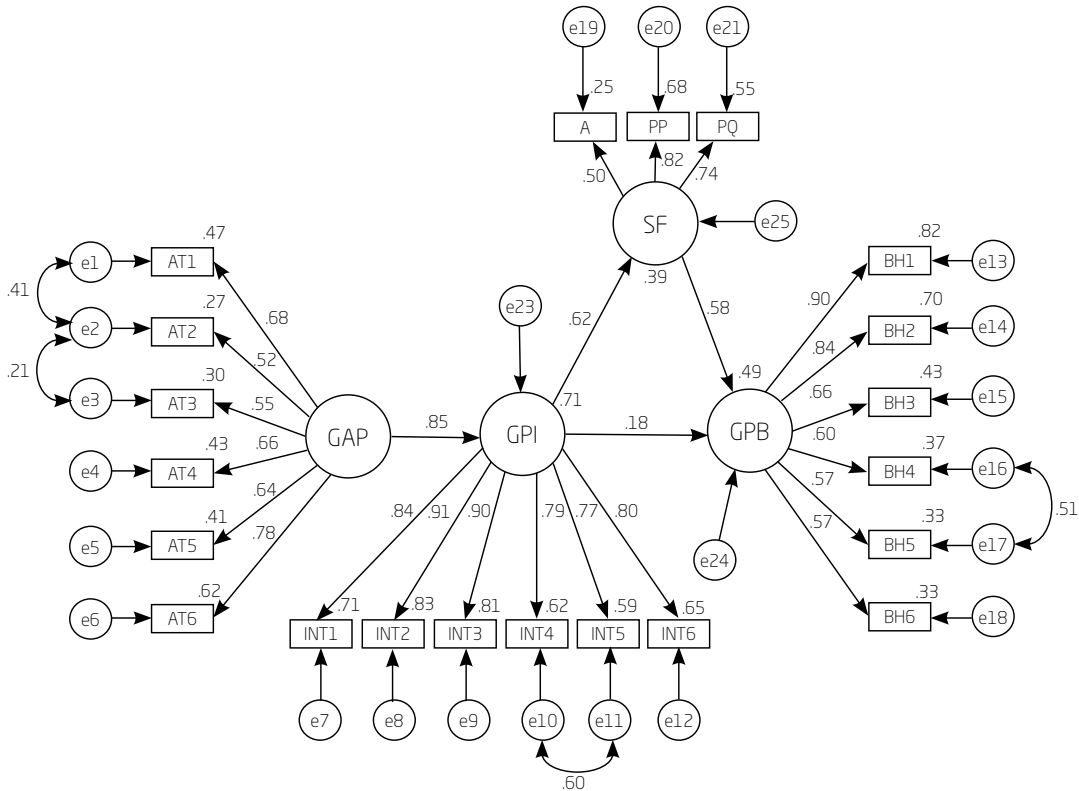 e19 e20 e21
.25 .68 .55
A PP PQ
.50 .82 .74
SF e25
.39
.47 .82
e1 AT1 BH1 e13
.41 .68 .62 .58 .90
.27 .70
e2 AT2 e23 BH2 e14
.21 .52 .84
.30 .49 .43
e3 AT3 .55 .71 .66 BH3 e15
GAP .85 GPI .18 GPB
.43 .66 .60 .37
e4 AT4 BH4 e16
.64 .57
.84 .91 .90 .79 .77 .80 .51
.41 .78 .57 .33
e5 AT5 e24 BH5 e17
.62 .33
e6 AT6 BH6 e18
.71 .83 .81 .62 .59 .65
INT1 INT2 INT3 INT4 INT5 INT6
e7 e8 e9 e10 e11 e12
.60